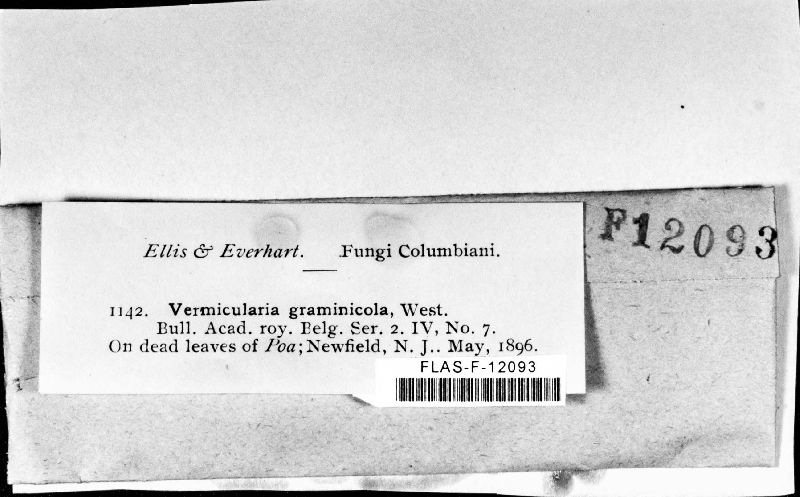 F12093
Ellis & Everhart. Fungi Columbiani.
1142. Vermicularia graminicola, West.
Bull. Acad. roy. Belg. Ser. 2. IV, No. 7.
On dead leaves of Poa; Newfield, N. J.. May, 1896.
FLAS-F-12093